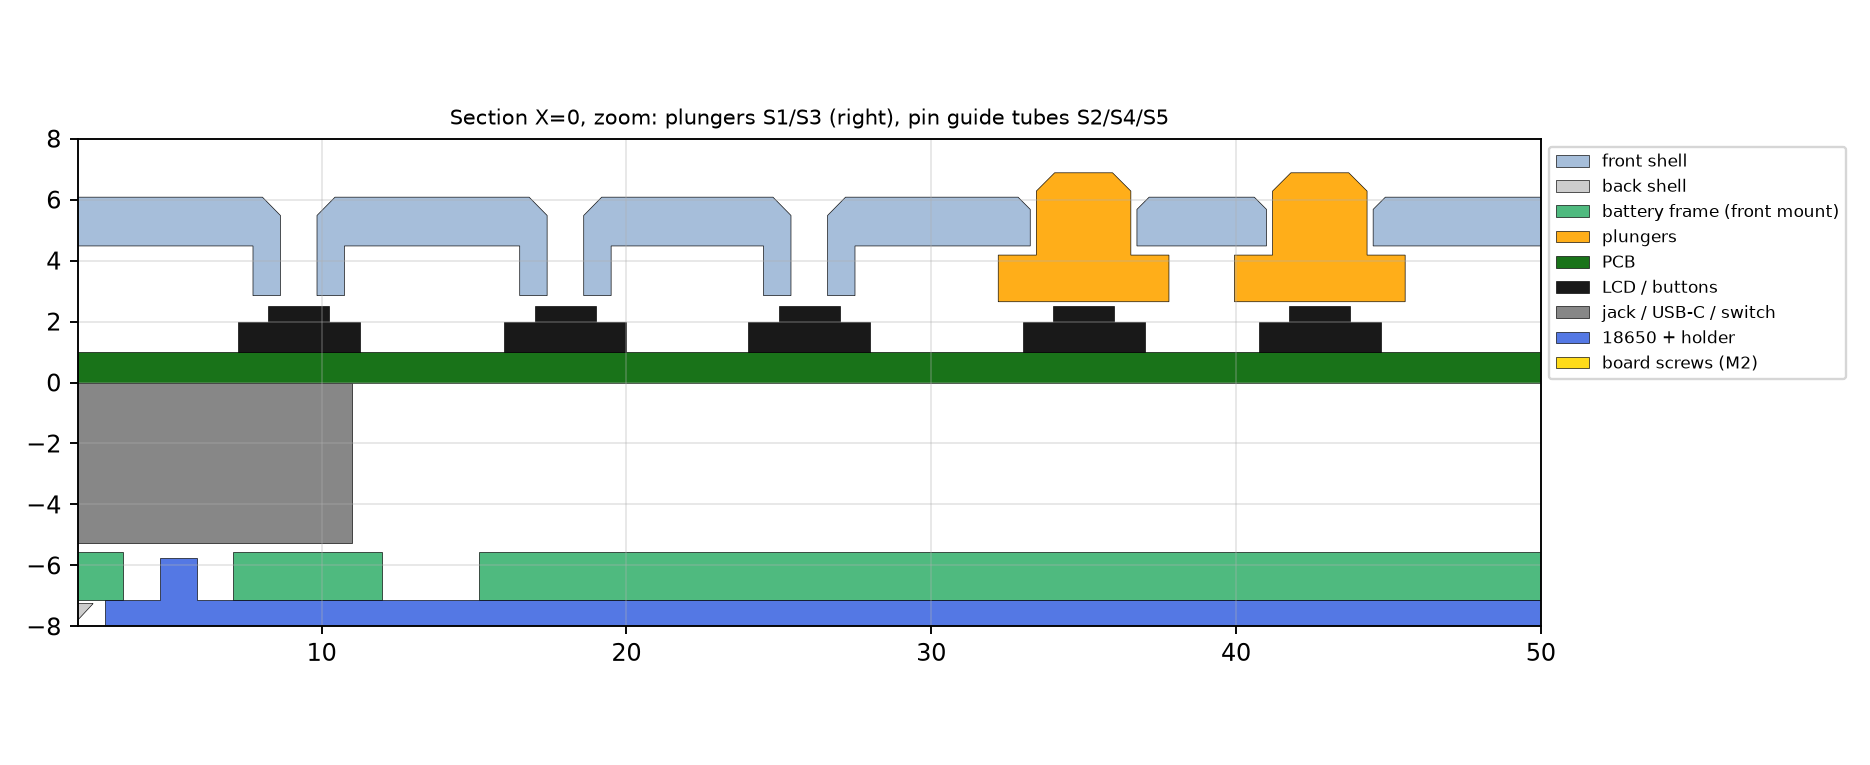 Section X=0, zoom: plungers S1/S3 (right), pin guide tubes S2/S4/S5
8
6
4
2
0
−2
−4
−6
−8
10
20
30
40
50
front shell
back shell
battery frame (front mount)
plungers
PCB
LCD / buttons
jack / USB-C / switch
18650 + holder
board screws (M2)